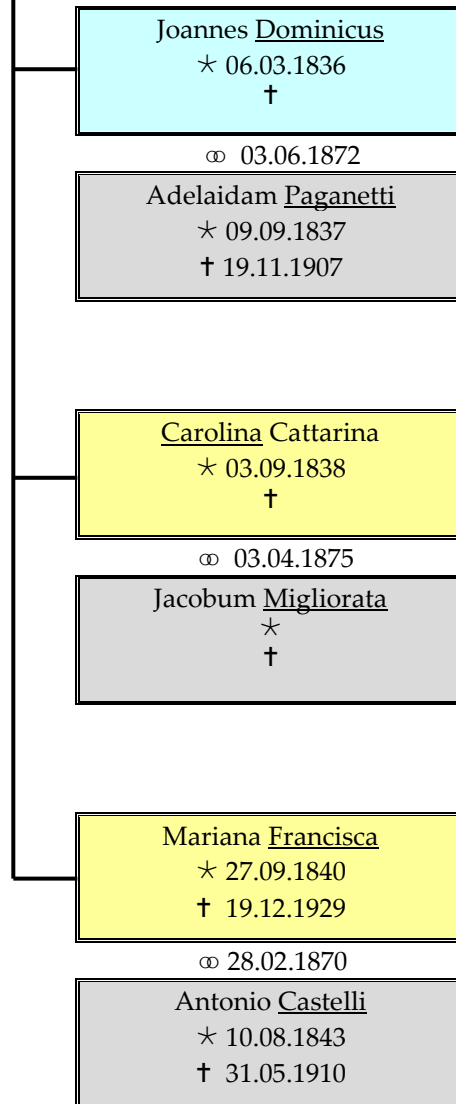 Joannes Dominicus
✶ 06.03.1836
✝
⚭ 03.06.1872
Adelaidam Paganetti
✶ 09.09.1837
✝ 19.11.1907
Carolina Cattarina
✶ 03.09.1838
✝
⚭ 03.04.1875
Jacobum Migliorata
✶
✝
Mariana Francisca
✶ 27.09.1840
✝ 19.12.1929
⚭ 28.02.1870
Antonio Castelli
✶ 10.08.1843
✝ 31.05.1910